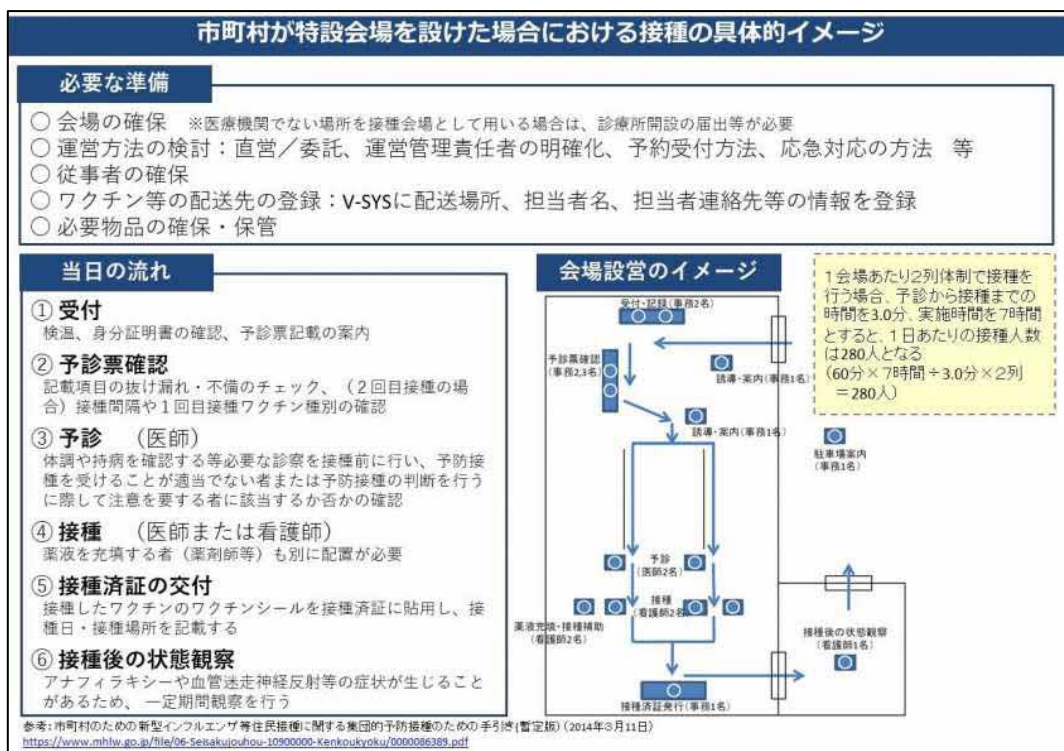 市町村が特設会場を設けた場合における接種の具体的イメージ
必要な準備
○ 会場の確保 ※医療機関でない場所を接種会場として用いる場合は、診療所開設の届出等が必要
○ 運営方法の検討：直営／委託、運営管理責任者の明確化、予約受付方法、応急対応の方法 等
○ 従事者の確保
○ ワクチン等の配送先の登録：V-SYSに配送場所、担当者名、担当者連絡先等の情報を登録
○ 必要物品の確保・保管
当日の流れ
① 受付
検温、身分証明書の確認、予診票記載の案内
② 予診票確認
記載項目の抜け漏れ・不備のチェック、（２回目接種の場
合）接種間隔や１回目接種ワクチン種別の確認
③ 予診 （医師）
体調や持病を確認する等必要な診察を接種前に行い、予防接
種を受けることが適当でない者または予防接種の判断を行う
に際して注意を要する者に該当するか否かの確認
④ 接種 （医師または看護師）
薬液を充填する者（薬剤師等）も別に配置が必要
⑤ 接種済証の交付
接種したワクチンのワクチンシールを接種済証に貼用し、接
種日・接種場所を記載する
⑥ 接種後の状態観察
アナフィラキシーや血管迷走神経反射等の症状が生じること
があるため、一定期間観察を行う
会場設営のイメージ
受付・記録(事務2名)
予診票確認
(事務2,3名)
誘導・案内(事務1名)
誘導・案内(事務1名)
駐車場案内
(事務1名)
予診
(医師2名)
接種
(看護師2名)
薬液充填・接種補助
(看護師2名)
接種後の状態観察
(看護師1名)
接種済証発行(事務1名)
１会場あたり２列体制で接種を
行う場合、予診から接種までの
時間を3.0分、実施時間を７時間
とすると、１日あたりの接種人数
は280人となる
(60分×７時間÷3.0分×２列
＝280人）
参考：市町村のための新型インフルエンザ等住民接種に関する集団的予防接種のための手引き(暫定版)（2014年３月11日）
https://www.mhlw.go.jp/file/06-Seisakujouhou-10900000-Kenkoukyoku/0000086389.pdf